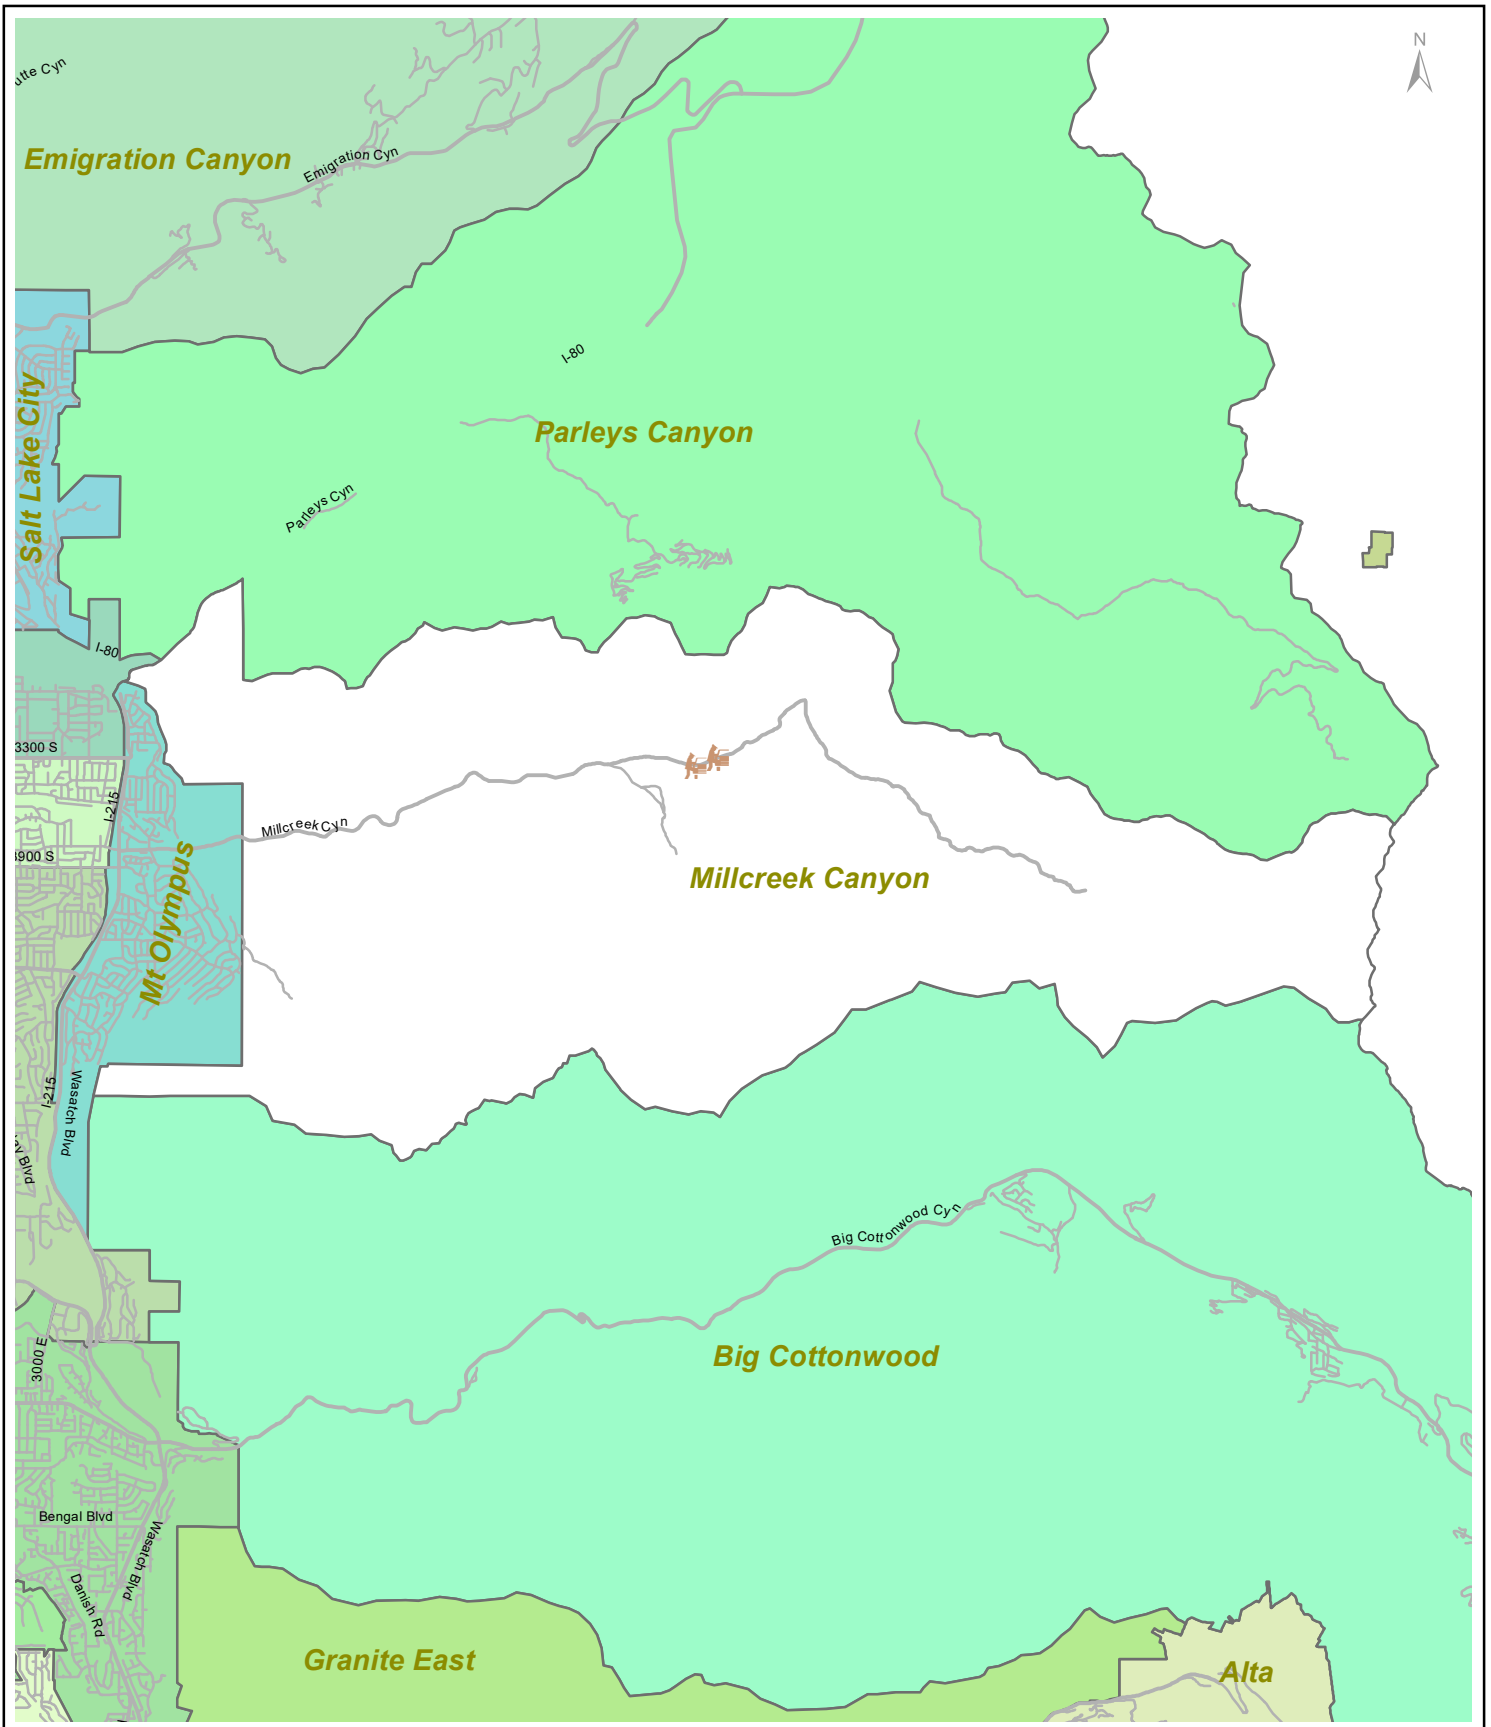 N
utte Cyn
Emigration Canyon
Emigration Cyn
I-80
Salt Lake City
Parleys Canyon
Parleys Cyn
I-80
3300 S
I-215
Millcreek Cyn
3900 S
Mt Olympus
Millcreek Canyon
I-215
Wasatch Blvd
ay Blvd
Big Cottonwood Cyn
3000 E
Big Cottonwood
Bengal Blvd
Wasatch Blvd
Danish Rd
Granite East
Alta